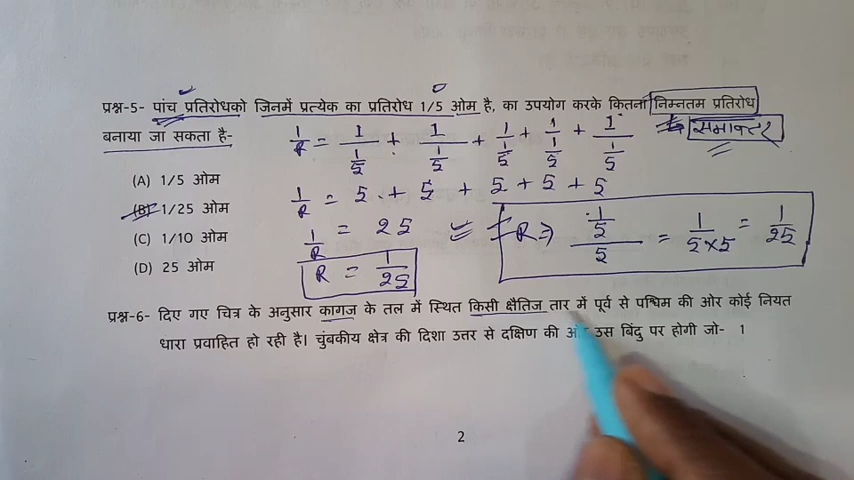 प्रश्न-5- पांच प्रतिरोधको जिनमें प्रत्येक का प्रतिरोध 1/5 ओम है, का उपयोग करके कितना निम्नतम प्रतिरोध
बनाया जा सकता है-
समान्तर
1/R = 1/(1/5) + 1/(1/5) + 1/(1/5) + 1/(1/5) + 1/(1/5)
(A) 1/5 ओम
1/R = 5 + 5 + 5 + 5 + 5
(B) 1/25 ओम
1/R = 25
R ⇒ (1/5)/5 = 1/(5×5) = 1/25
(C) 1/10 ओम
R = 1/25
(D) 25 ओम
प्रश्न-6- दिए गए चित्र के अनुसार कागज के तल में स्थित किसी क्षैतिज तार में पूर्व से पश्चिम की ओर कोई नियत
धारा प्रवाहित हो रही है। चुंबकीय क्षेत्र की दिशा उत्तर से दक्षिण की उस बिंदु पर होगी जो- 1
2